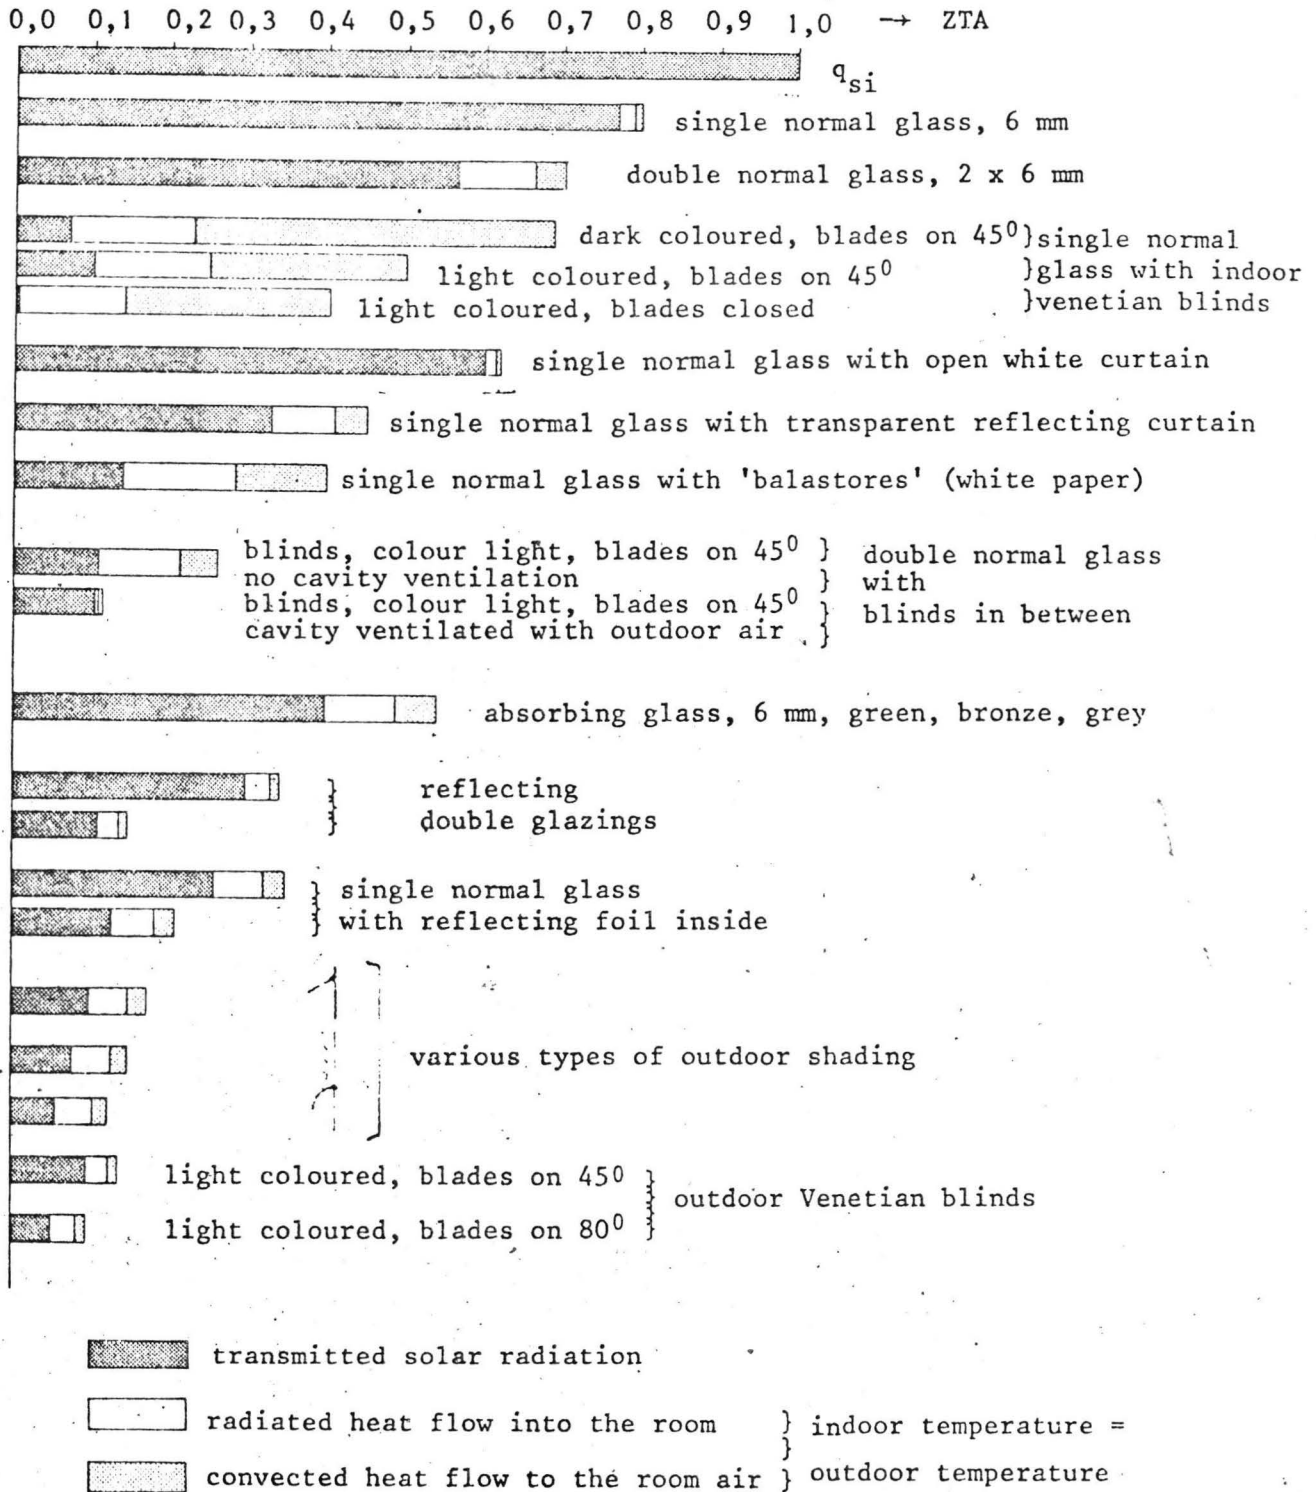 0,0 0,1 0,2 0,3 0,4 0,5 0,6 0,7 0,8 0,9 1,0 → ZTA
qsi
single normal glass, 6 mm
double normal glass, 2 x 6 mm
dark coloured, blades on 45⁰ }single normal
light coloured, blades on 45⁰ }glass with indoor
light coloured, blades closed }venetian blinds
single normal glass with open white curtain
single normal glass with transparent reflecting curtain
single normal glass with 'balastores' (white paper)
blinds, colour light, blades on 45⁰ } double normal glass
no cavity ventilation } with
blinds, colour light, blades on 45⁰ } blinds in between
cavity ventilated with outdoor air }
absorbing glass, 6 mm, green, bronze, grey
} reflecting
} double glazings
} single normal glass
} with reflecting foil inside
various types of outdoor shading
light coloured, blades on 45⁰ } outdoor Venetian blinds
light coloured, blades on 80⁰ }
transmitted solar radiation
radiated heat flow into the room } indoor temperature =
convected heat flow to the room air } outdoor temperature